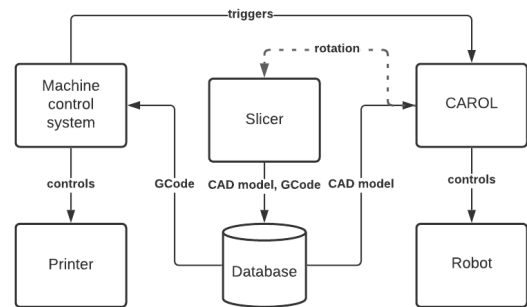 triggers
rotation
Machine
control
system
Slicer
CAROL
controls
GCode
CAD model, GCode
CAD model
controls
Printer
Database
Robot